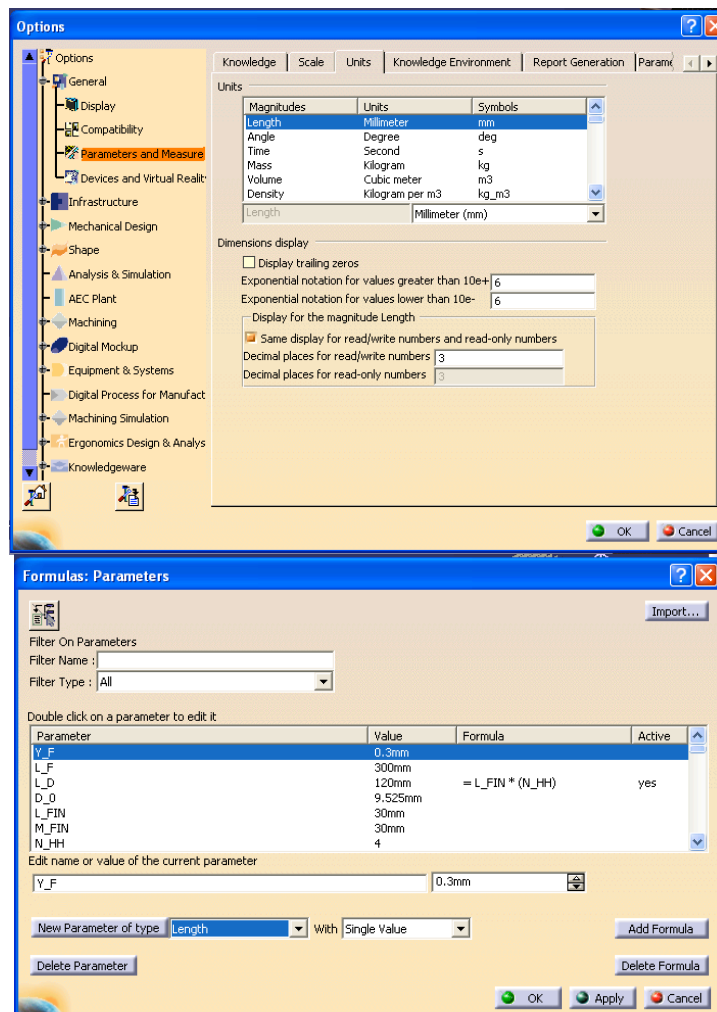 Options
Options
General
Display
Compatibility
Parameters and Measure
Devices and Virtual Realit
Infrastructure
Mechanical Design
Shape
Analysis & Simulation
AEC Plant
Machining
Digital Mockup
Equipment & Systems
Digital Process for Manufact
Machining Simulation
Ergonomics Design & Analys
Knowledgeware
Knowledge Scale Units Knowledge Environment Report Generation Parame
Units
Magnitudes Units Symbols
Length Millimeter mm
Angle Degree deg
Time Second s
Mass Kilogram kg
Volume Cubic meter m3
Density Kilogram per m3 kg_m3
Length Millimeter (mm)
Dimensions display
Display trailing zeros
Exponential notation for values greater than 10e+ 6
Exponential notation for values lower than 10e- 6
Display for the magnitude Length
Same display for read/write numbers and read-only numbers
Decimal places for read/write numbers 3
Decimal places for read-only numbers 3
OK Cancel
Formulas: Parameters
Import...
Filter On Parameters
Filter Name :
Filter Type : All
Double click on a parameter to edit it
Parameter Value Formula Active
Y_F 0.3mm
L_F 300mm
L_D 120mm = L_FIN * (N_HH) yes
D_0 9.525mm
L_FIN 30mm
M_FIN 30mm
N_HH 4
Edit name or value of the current parameter
Y_F 0.3mm
New Parameter of type Length With Single Value Add Formula
Delete Parameter Delete Formula
OK Apply Cancel